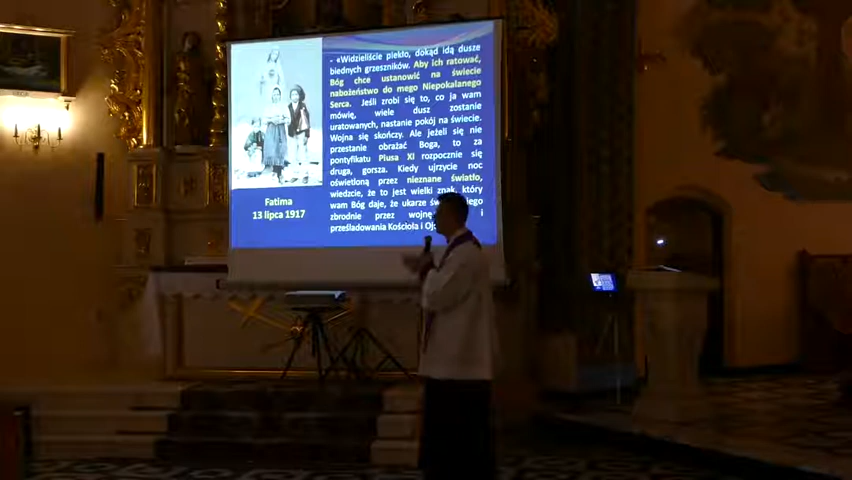 - «Widzieliście piekło, dokąd idą dusze
biednych grzeszników. Aby ich ratować,
Bóg chce ustanowić na świecie
nabożeństwo do mego Niepokalanego
Serca. Jeśli zrobi się to, co ja wam
mówię, wiele dusz zostanie
uratowanych, nastanie pokój na świecie.
Wojna się skończy. Ale jeżeli się nie
przestanie obrażać Boga, to za
pontyfikatu Piusa XI rozpocznie się
druga, gorsza. Kiedy ujrzycie noc
oświetloną przez nieznane światło,
wiedzcie, że to jest wielki znak, który
wam Bóg daje, że ukarze
zbrodnie przez i
prześladowanie Kościoła i
Fatima
13 lipca 1917